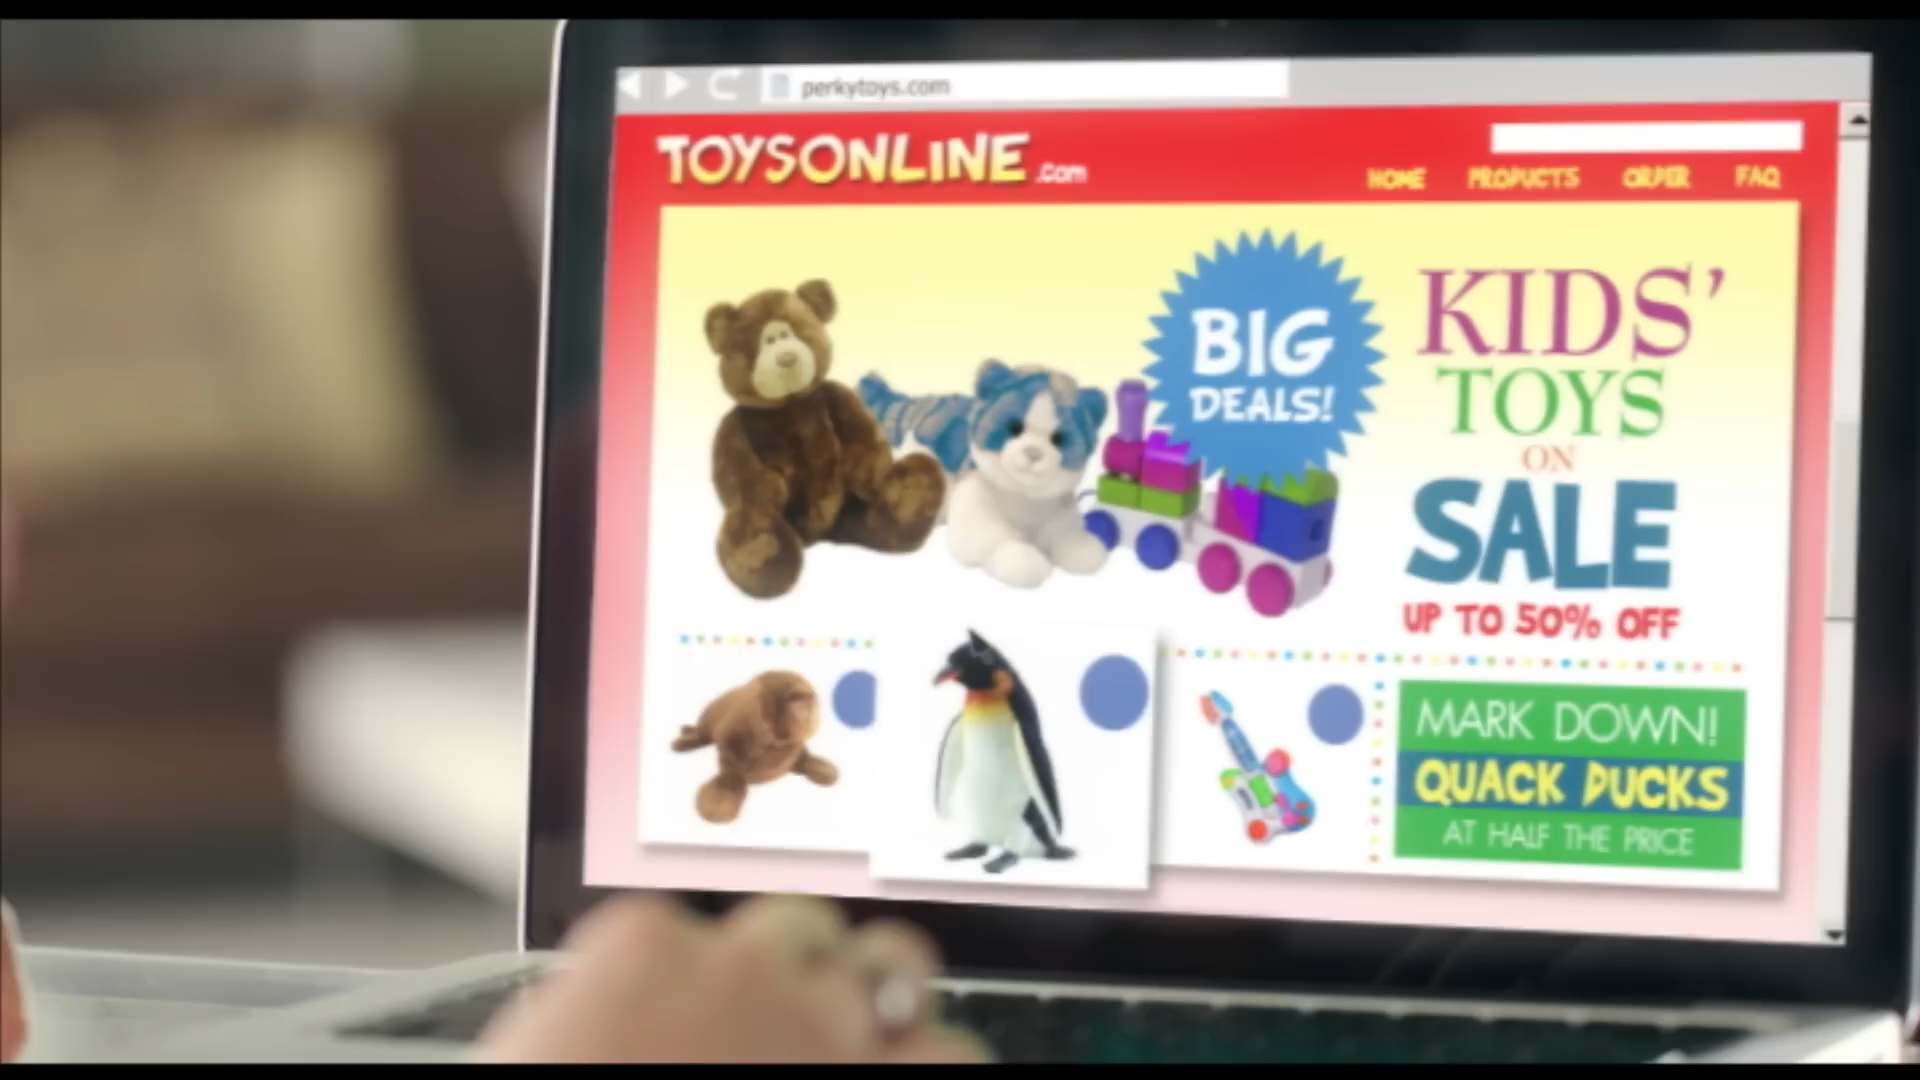 perkytoys.com
TOYSONLINE.com
HOME PRODUCTS ORDER FAQ
BIG
DEALS!
KIDS'
TOYS
ON
SALE
UP TO 50% OFF
MARK DOWN!
QUACK DUCKS
AT HALF THE PRICE